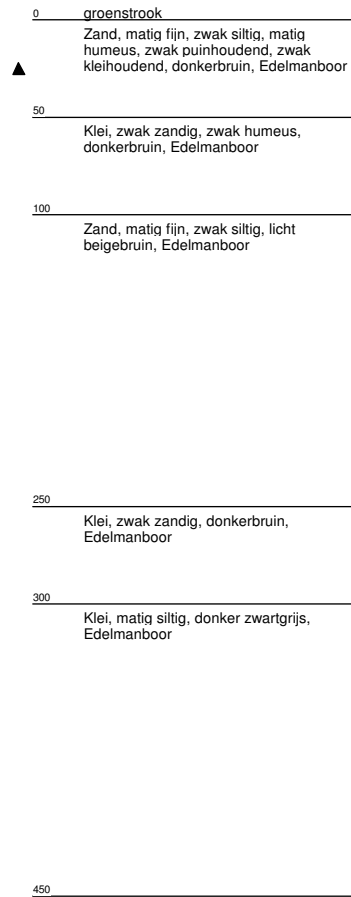 0 groenstrook
Zand, matig fijn, zwak siltig, matig
humeus, zwak puinhoudend, zwak
kleihoudend, donkerbruin, Edelmanboor
50
Klei, zwak zandig, zwak humeus,
donkerbruin, Edelmanboor
100
Zand, matig fijn, zwak siltig, licht
beigebruin, Edelmanboor
250
Klei, zwak zandig, donkerbruin,
Edelmanboor
300
Klei, matig siltig, donker zwartgrijs,
Edelmanboor
450